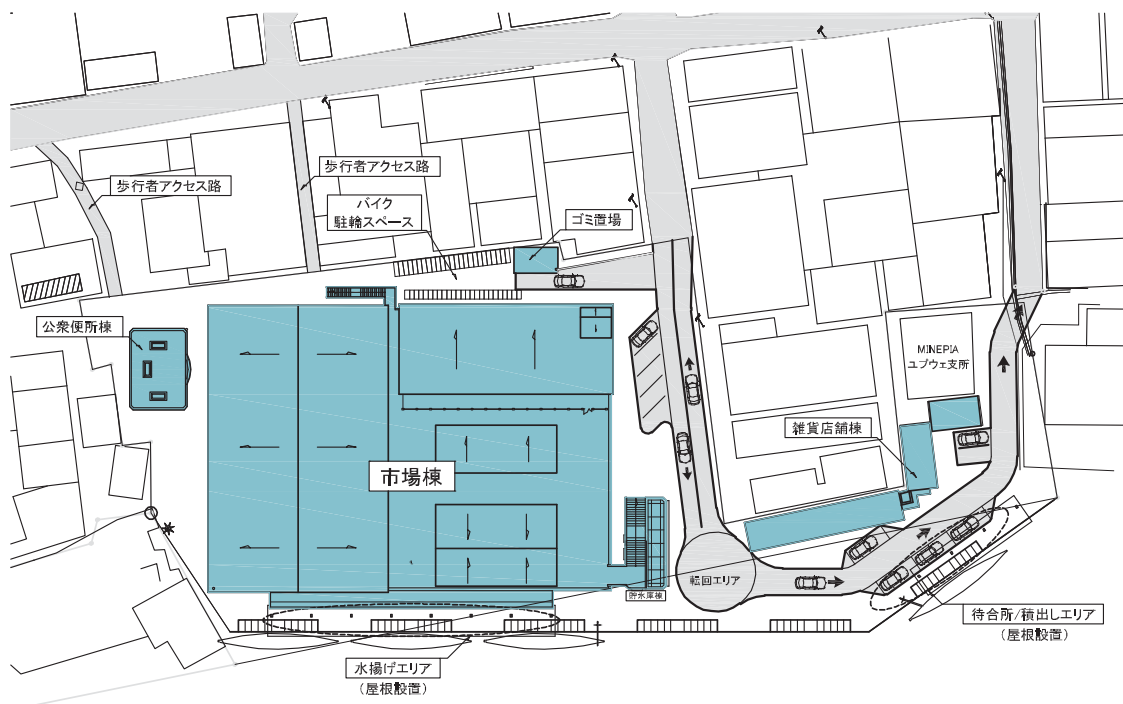 歩行者アクセス路
歩行者アクセス路
バイク
駐輪スペース
ゴミ置場
公衆便所棟
MINEPIA
ユプウェ支所
雑貨店舗棟
市場棟
転回エリア
貯氷庫棟
待合所/積出しエリア
(屋根設置)
水揚げエリア
(屋根設置)